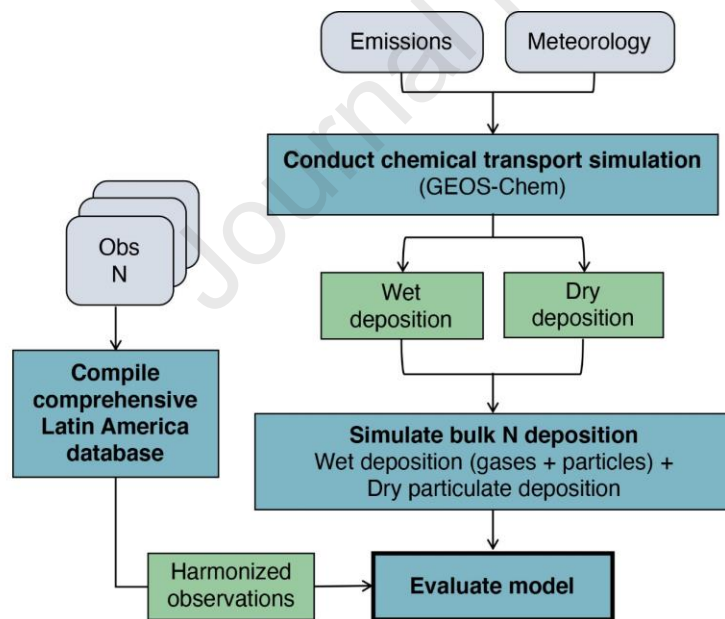 Emissions
Meteorology
Conduct chemical transport simulation
(GEOS-Chem)
Obs
N
Wet
deposition
Dry
deposition
Compile
comprehensive
Latin America
database
Simulate bulk N deposition
Wet deposition (gases + particles) +
Dry particulate deposition
Harmonized
observations
Evaluate model
Journal